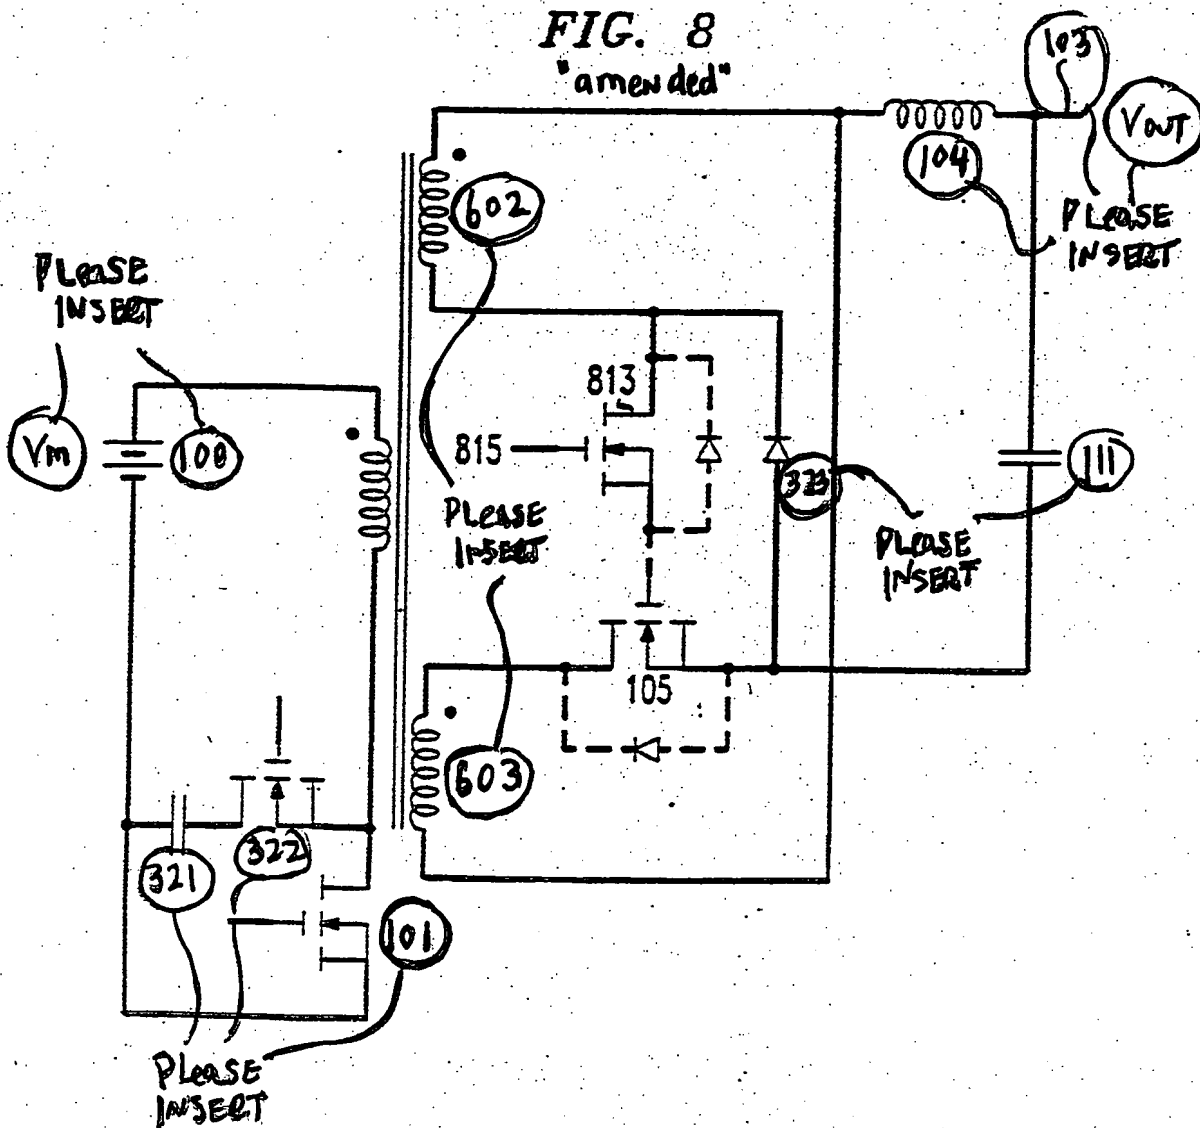 FIG. 8
"amended"
103
VOUT
104
PLEASE
INSERT
602
PLEASE
INSERT
Vin
100
813
815
323
111
PLEASE
INSERT
PLEASE
INSERT
105
603
322
321
101
PLEASE
INSERT